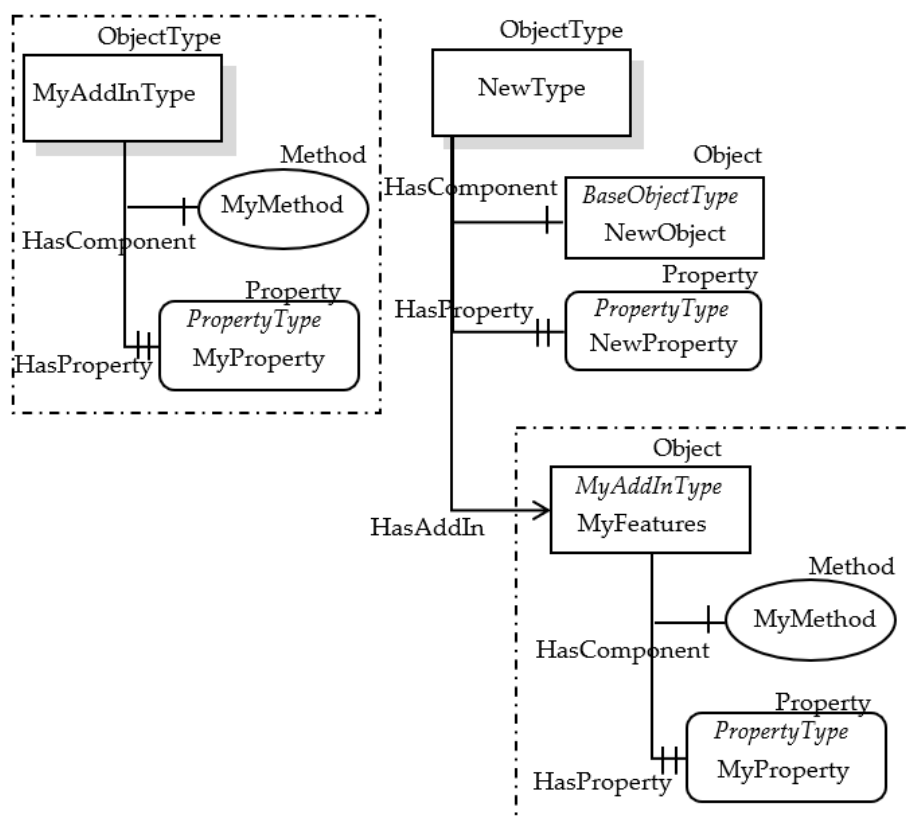 ObjectType
MyAddInType
Method
MyMethod
HasComponent
Property
PropertyType
MyProperty
HasProperty
ObjectType
NewType
Object
HasComponent
BaseObjectType
NewObject
Property
HasProperty
PropertyType
NewProperty
Object
MyAddInType
MyFeatures
HasAddIn
Method
MyMethod
HasComponent
Property
PropertyType
MyProperty
HasProperty